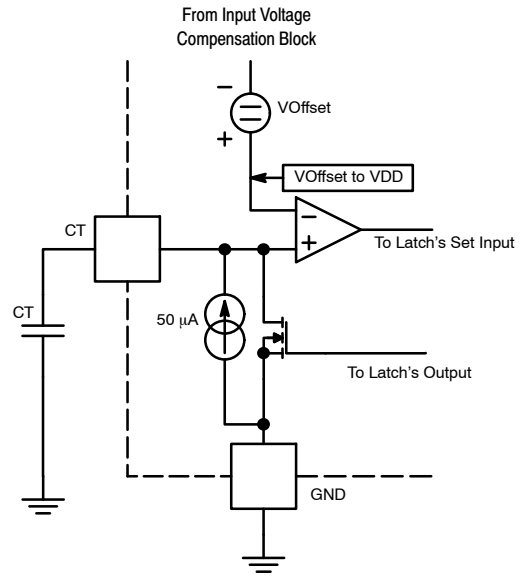 From Input Voltage
Compensation Block
VOffset
VOffset to VDD
CT
To Latch's Set Input
CT
50 μA
To Latch's Output
GND